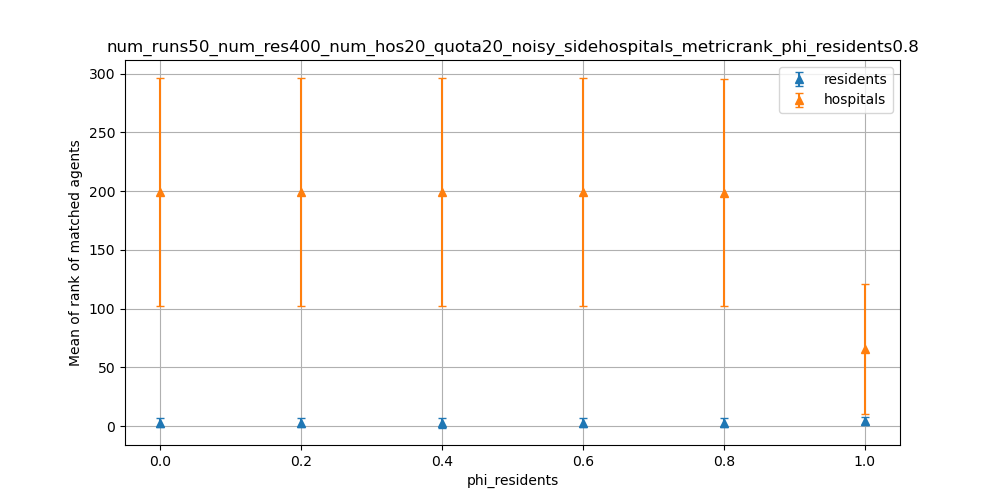 num_runs50_num_res400_num_hos20_quota20_noisy_sidehospitals_metricrank_phi_residents0.8
residents
hospitals
Mean of rank of matched agents
300
250
200
150
100
50
0
0.0 0.2 0.4 0.6 0.8 1.0
phi_residents